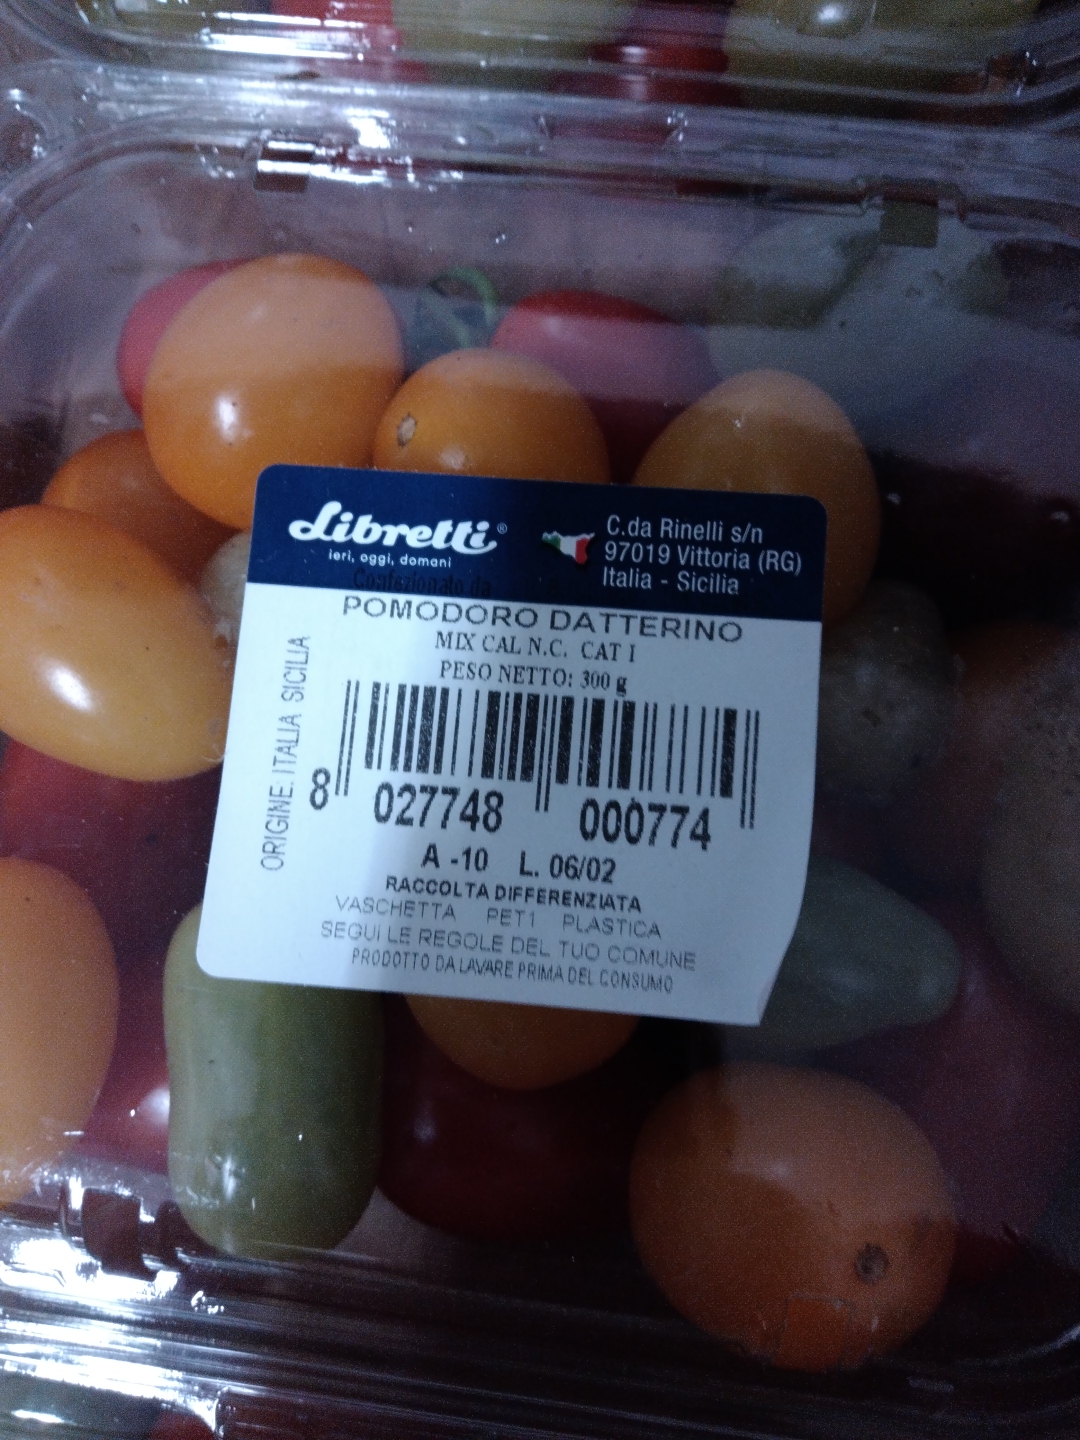 Libretti®
ieri, oggi, domani
C.da Rinelli s/n
97019 Vittoria (RG)
Italia - Sicilia
Confezionato da
POMODORO DATTERINO
MIX CAL N.C. CAT I
PESO NETTO: 300 g
ORIGINE: ITALIA SICILIA
8 027748 000774
A -10 L. 06/02
RACCOLTA DIFFERENZIATA
VASCHETTA PET1 PLASTICA
SEGUI LE REGOLE DEL TUO COMUNE
PRODOTTO DA LAVARE PRIMA DEL CONSUMO